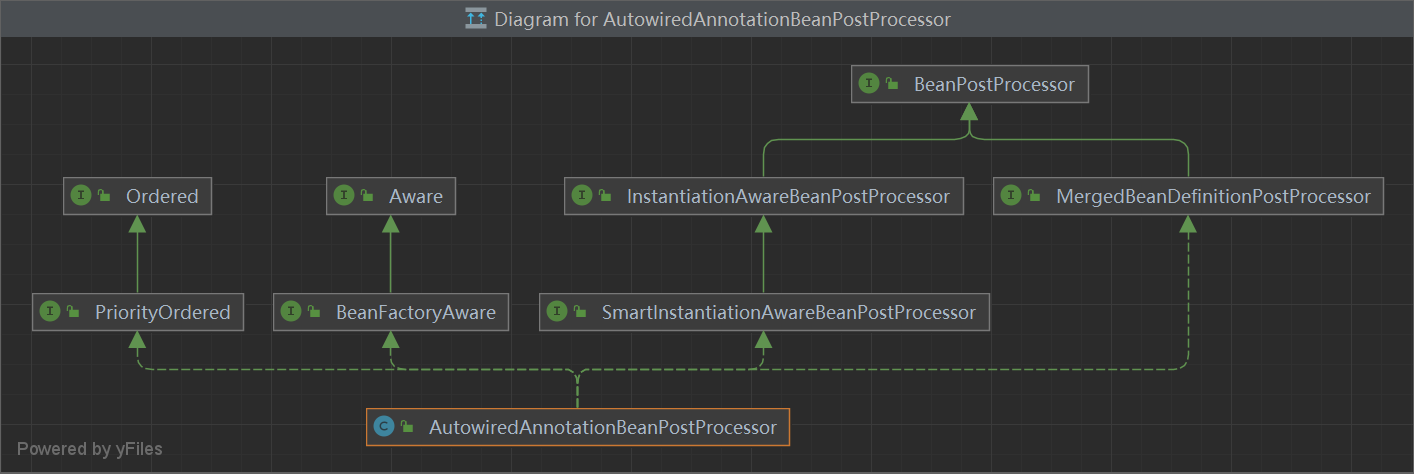 Diagram for AutowiredAnnotationBeanPostProcessor
I BeanPostProcessor
I Ordered
I Aware
I InstantiationAwareBeanPostProcessor
I MergedBeanDefinitionPostProcessor
I PriorityOrdered
I BeanFactoryAware
I SmartInstantiationAwareBeanPostProcessor
C AutowiredAnnotationBeanPostProcessor
Powered by yFiles